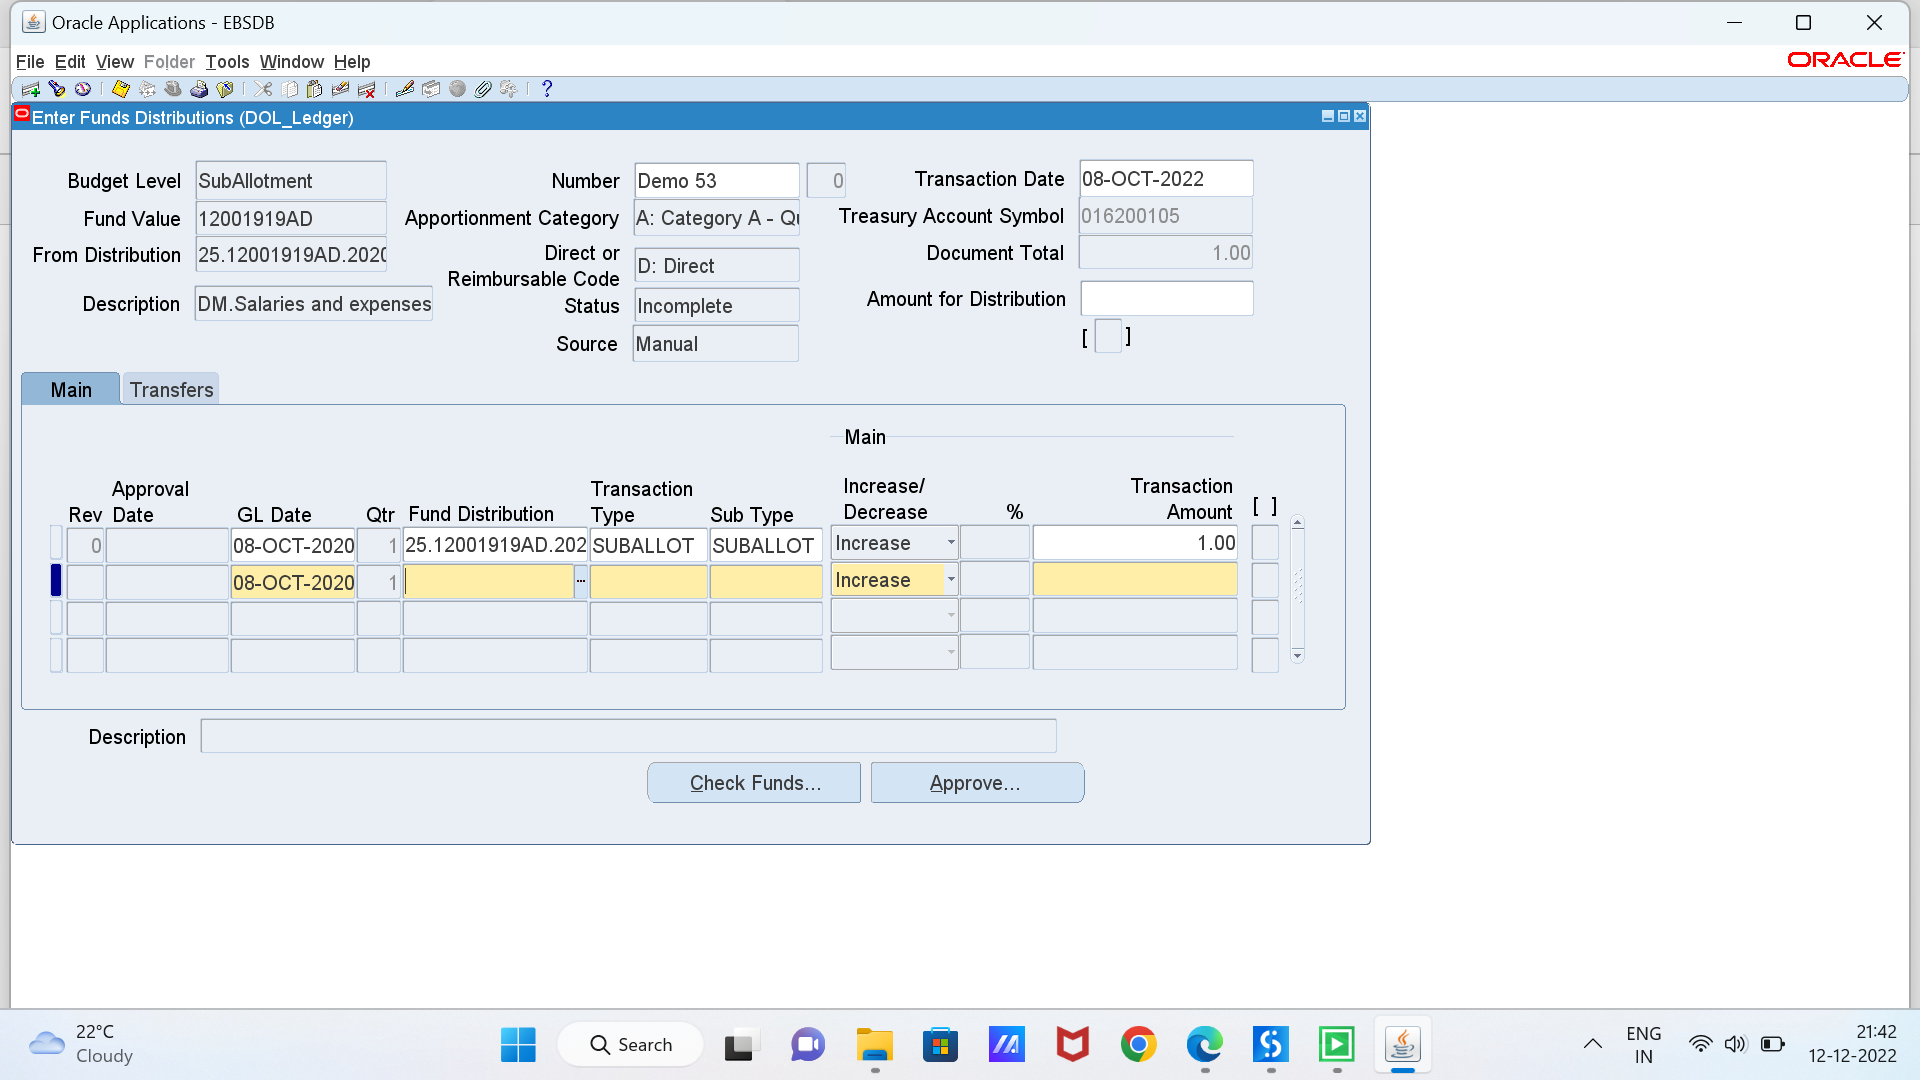 Oracle Applications - EBSDB
File Edit View Folder Tools Window Help
ORACLE
Enter Funds Distributions (DOL_Ledger)
Budget Level SubAllotment
Number Demo 53 0
Transaction Date 08-OCT-2022
Fund Value 12001919AD
Apportionment Category A: Category A - Qu
Treasury Account Symbol 016200105
From Distribution 25.12001919AD.2020
Direct or
Reimbursable Code D: Direct
Document Total 1.00
Description DM.Salaries and expenses
Status Incomplete
Amount for Distribution
Source Manual
[ ]
Main Transfers
Main
Rev Approval
Date GL Date Qtr Fund Distribution Transaction
Type Sub Type Increase/
Decrease % Transaction
Amount [ ]
0 08-OCT-2020 1 25.12001919AD.202 SUBALLOT SUBALLOT Increase 1.00
08-OCT-2020 1 ... Increase
Description
Check Funds... Approve...
22°C
Cloudy
Search
ENG
IN
21:42
12-12-2022